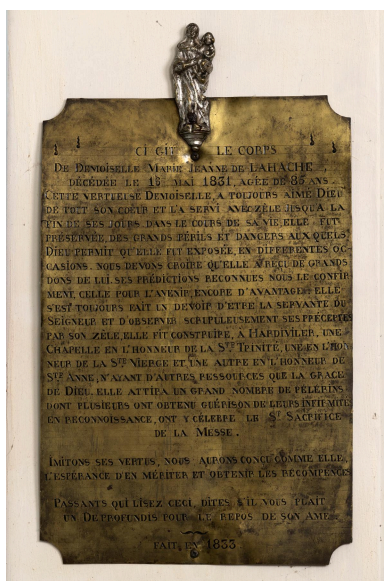 CI GIT LE CORPS
DE DEMOISELLE MARIE JEANNE DE LAHACHE
DÉCÉDÉE LE 15 MAI 1831, AGÉE DE 85 ANS.
CETTE VERTUEUSE DEMOISELLE, A TOUJOURS AIMÉ DIEU
DE TOUT SON CŒUR ET L'A SERVI AVEC ZÈLE JUSQU'A LA
FIN DE SES JOURS. DANS LE COURS DE SA VIE, ELLE FUT
PRÉSERVÉE DES GRANDS PÉRILS ET DANGERS AUX QUELS
DIEU PERMIT QU'ELLE FUT EXPOSÉE, EN DIFFÉRENTES OC-
CASIONS. NOUS DEVONS CROIRE QU'ELLE A REÇU DE GRANDS
DONS DE LUI. SES PRÉDICTIONS RECONNUES NOUS LE CONFIR
MENT, CELLE POUR L'AVENIR, ENCORE D'AVANTAGE. ELLE
S'EST TOUJOURS FAIT UN DEVOIR D'ÊTRE LA SERVANTE DU
SEIGNEUR ET D'OBSERVER SCRUPULEUSEMENT SES PRÉCEPTES
PAR SON ZÈLE, ELLE FIT CONSTRUIRE, A HARDIVILER, UNE
CHAPELLE EN L'HONNEUR DE LA STE TRINITÉ, UNE EN L'HON
NEUR DE LA STE VIERGE ET UNE AUTRE EN L'HONNEUR DE
STE ANNE, N'AYANT D'AUTRES RESSOURCES QUE LA GRACE
DE DIEU. ELLE ATTIRA UN GRAND NOMBRE DE PÉLERINS
DONT PLUSIEURS ONT OBTENU GUÉRISON DE LEURS INFIRMITÉS
EN RECONNOISSANCE, ONT Y CÉLÉBRÉ LE ST SACRIFICE
DE LA MESSE.
IMITONS SES VERTUS, NOUS AURONS CONÇU COMME ELLE,
L'ESPÉRANCE D'EN MÉRITER ET OBTENIR LES RÉCOMPENCES
PASSANTS QUI LISEZ CECI, DITES S'IL VOUS PLAIT
UN DE PROFUNDIS POUR LE REPOS DE SON AME.
FAIT EN 1833